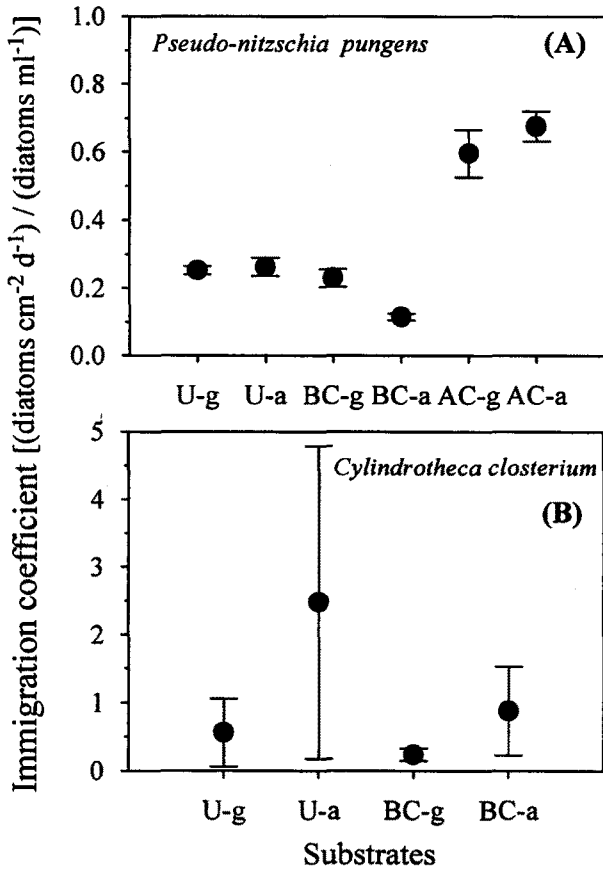 Immigration coefficient [(diatoms cm⁻² d⁻¹) / (diatoms ml⁻¹)]
1.0
0.8
0.6
0.4
0.2
0.0
Pseudo-nitzschia pungens
(A)
U-g U-a BC-g BC-a AC-g AC-a
5
4
3
2
1
0
Cylindrotheca closterium
(B)
U-g U-a BC-g BC-a
Substrates